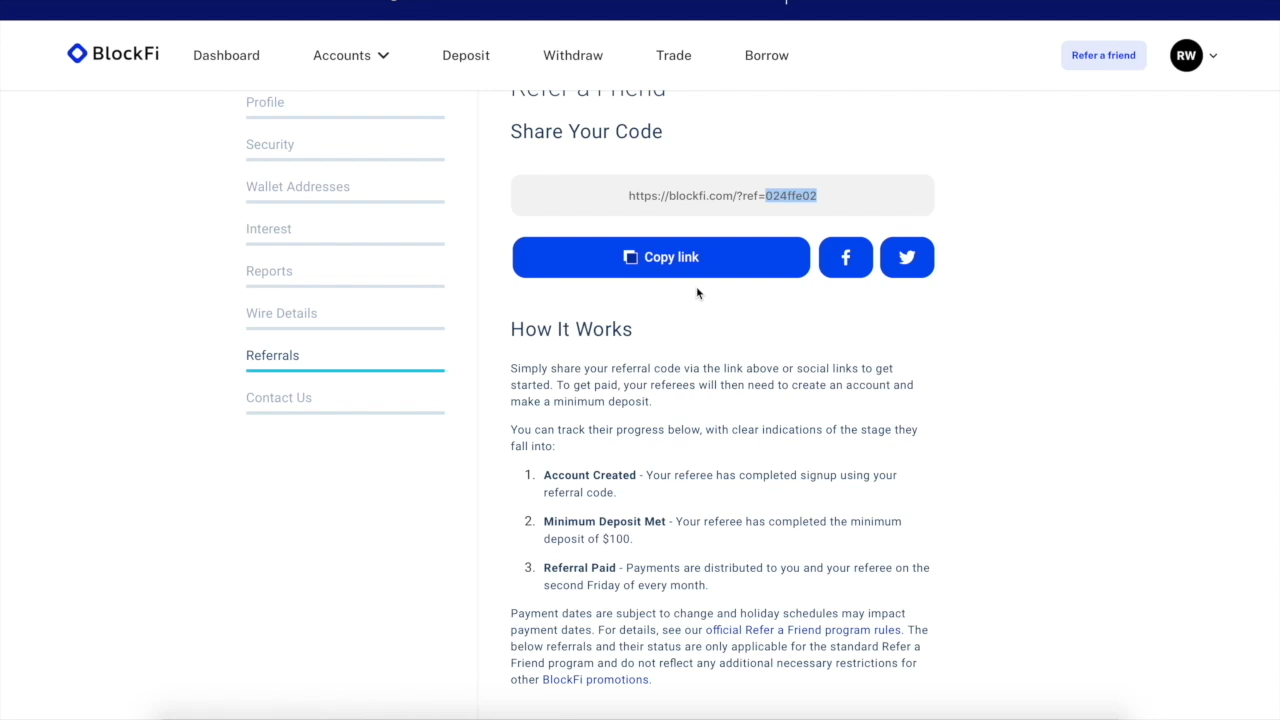 BlockFi
Dashboard
Accounts
Deposit
Withdraw
Trade
Borrow
Refer a friend
RW
Profile
Security
Wallet Addresses
Interest
Reports
Wire Details
Referrals
Contact Us
Refer a Friend
Share Your Code
https://blockfi.com/?ref=024ffe02
Copy link
How It Works
Simply share your referral code via the link above or social links to get
started. To get paid, your referees will then need to create an account and
make a minimum deposit.
You can track their progress below, with clear indications of the stage they
fall into:
1. Account Created - Your referee has completed signup using your
referral code.
2. Minimum Deposit Met - Your referee has completed the minimum
deposit of $100.
3. Referral Paid - Payments are distributed to you and your referee on the
second Friday of every month.
Payment dates are subject to change and holiday schedules may impact
payment dates. For details, see our official Refer a Friend program rules. The
below referrals and their status are only applicable for the standard Refer a
Friend program and do not reflect any additional necessary restrictions for
other BlockFi promotions.